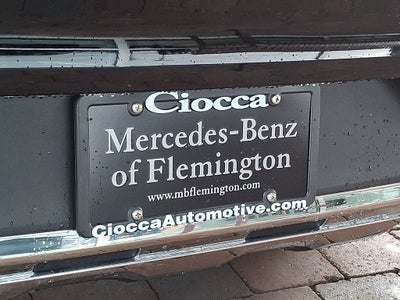 Ciocca
Mercedes-Benz
of Flemington
www.mbflemington.com
CioccaAutomotive.com